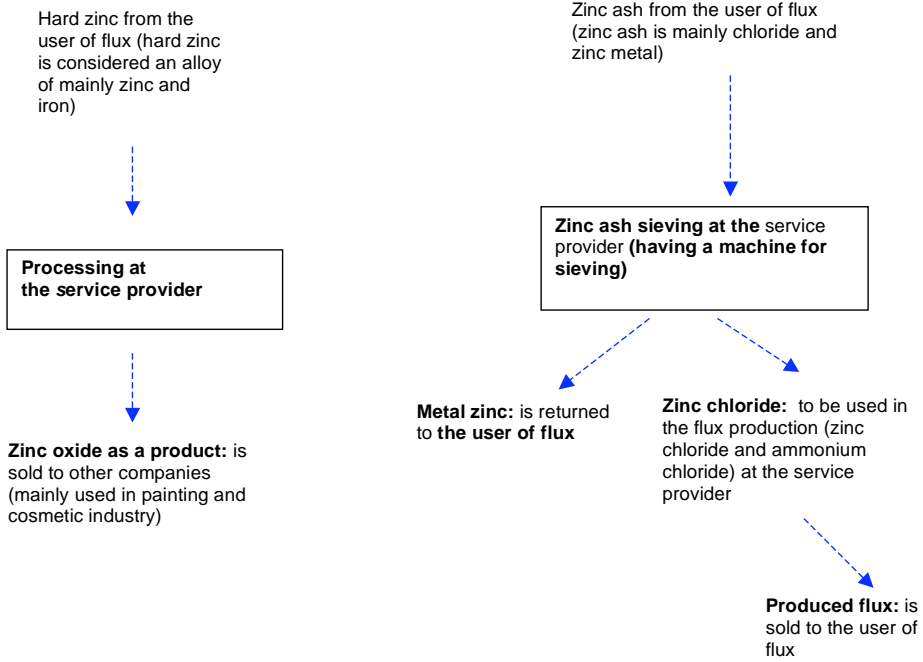 Hard zinc from the
user of flux (hard zinc
is considered an alloy
of mainly zinc and
iron)
Processing at
the service provider
Zinc oxide as a product: is
sold to other companies
(mainly used in painting and
cosmetic industry)
Zinc ash from the user of flux
(zinc ash is mainly chloride and
zinc metal)
Zinc ash sieving at the service
provider (having a machine for
sieving)
Metal zinc: is returned
to the user of flux
Zinc chloride: to be used in
the flux production (zinc
chloride and ammonium
chloride) at the service
provider
Produced flux: is
sold to the user of
flux